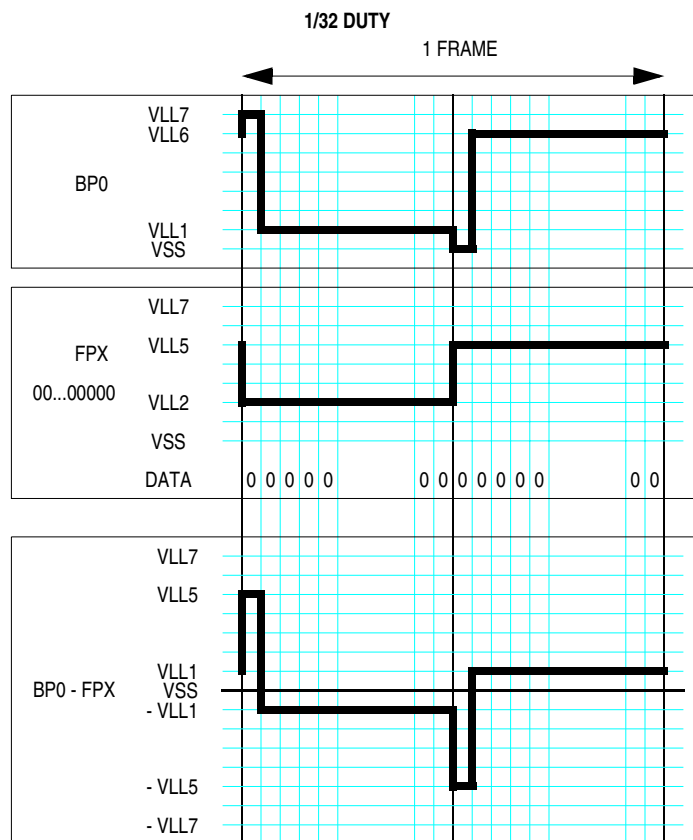 1/32 DUTY
1 FRAME
VLL7
VLL6
BP0
VLL1
VSS
VLL7
FPX
VLL5
00...00000
VLL2
VSS
DATA 0 0 0 0 0 0 0 0 0 0 0 0 0 0
VLL7
VLL5
VLL1
BP0 - FPX
VSS
- VLL1
- VLL5
- VLL7